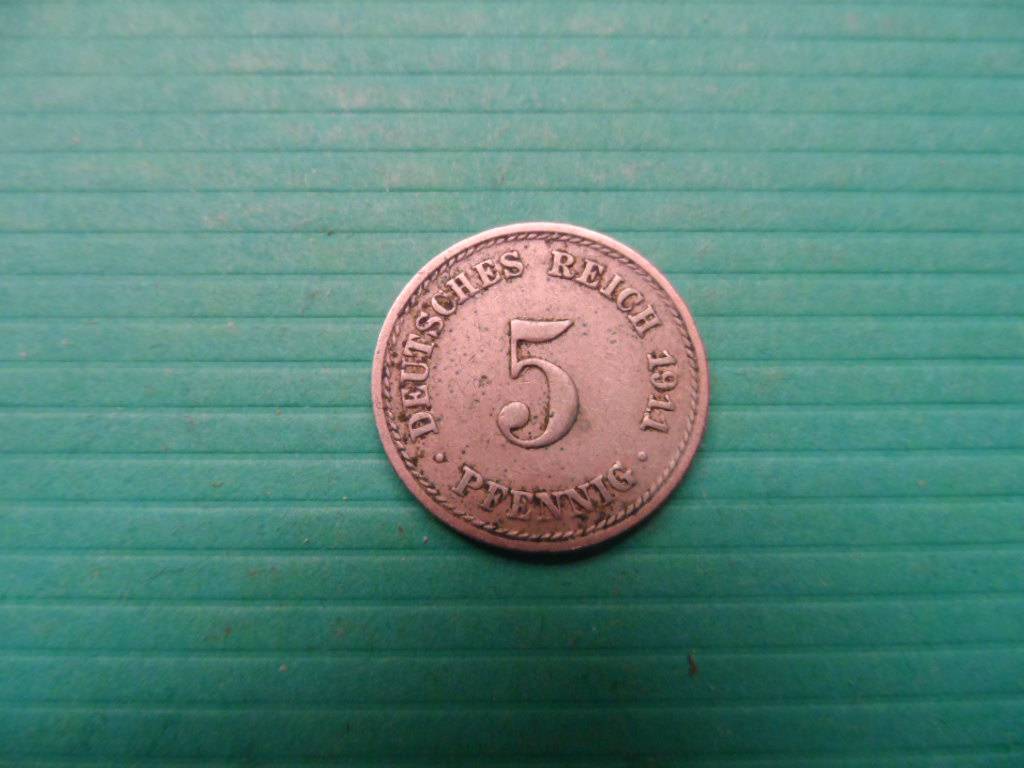 DEUTSCHES REICH 1911
5
· PFENNIG ·